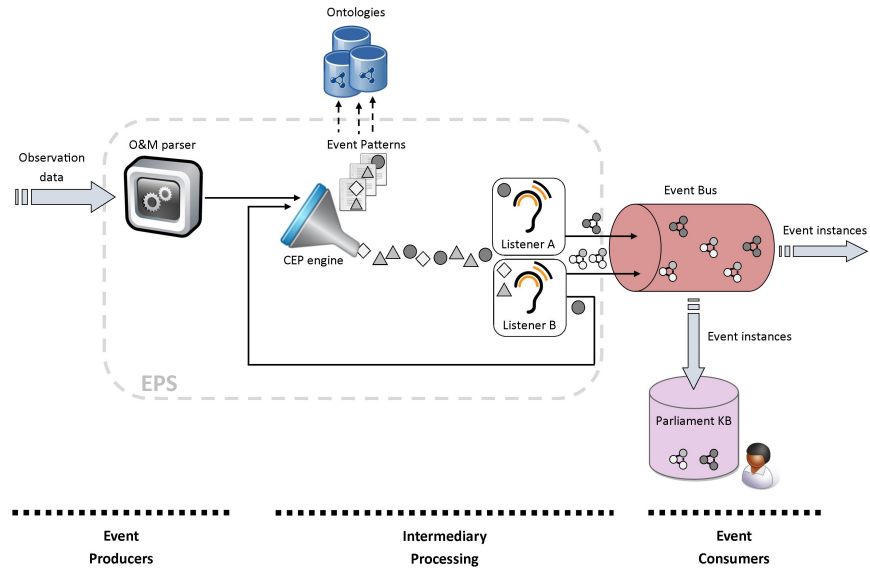 Ontologies
O&M parser
Event Patterns
Observation
data
Event Bus
Listener A
Event instances
CEP engine
Listener B
Event instances
EPS
Parliament KB
Event
Producers
Intermediary
Processing
Event
Consumers